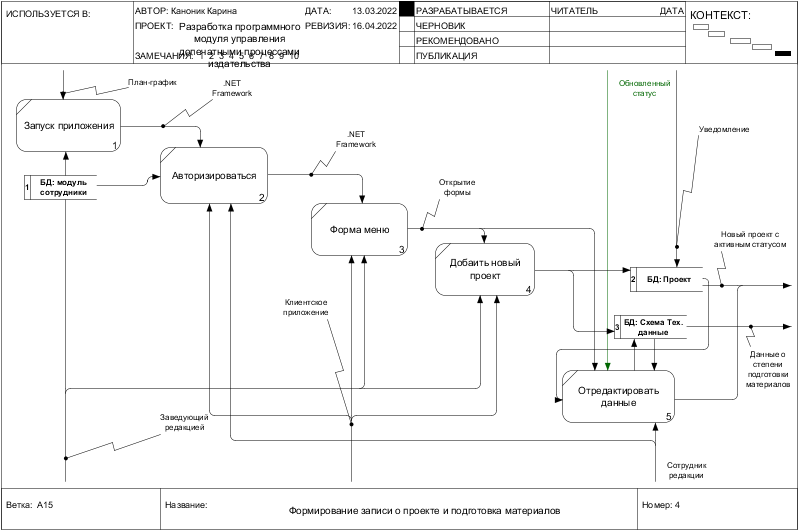 ИСПОЛЬЗУЕТСЯ В:
АВТОР: Каноник Карина
ДАТА: 13.03.2022
ПРОЕКТ: Разработка программного
модуля управления
допечатными процессами
издательства
РЕВИЗИЯ: 16.04.2022
ЗАМЕЧАНИЯ: 1 2 3 4 5 6 7 8 9 10
РАЗРАБАТЫВАЕТСЯ
ЧЕРНОВИК
РЕКОМЕНДОВАНО
ПУБЛИКАЦИЯ
ЧИТАТЕЛЬ
ДАТА
КОНТЕКСТ:
План-график
.NET
Framework
Обновленный
статус
Запуск приложения
1
.NET
Framework
Уведомление
1
БД: модуль
сотрудники
Авторизироваться
2
Открытие
формы
Форма меню
3
Новый проект с
активным статусом
Добаить новый
проект
4
2
БД: Проект
Клиентское
приложение
3
БД: Схема Тех.
данные
Данные о
степени
подготовки
материалов
Отредактировать
данные
5
Заведующий
редакцией
Сотрудник
редакции
Ветка: A15
Название:
Формирование записи о проекте и подготовка материалов
Номер: 4